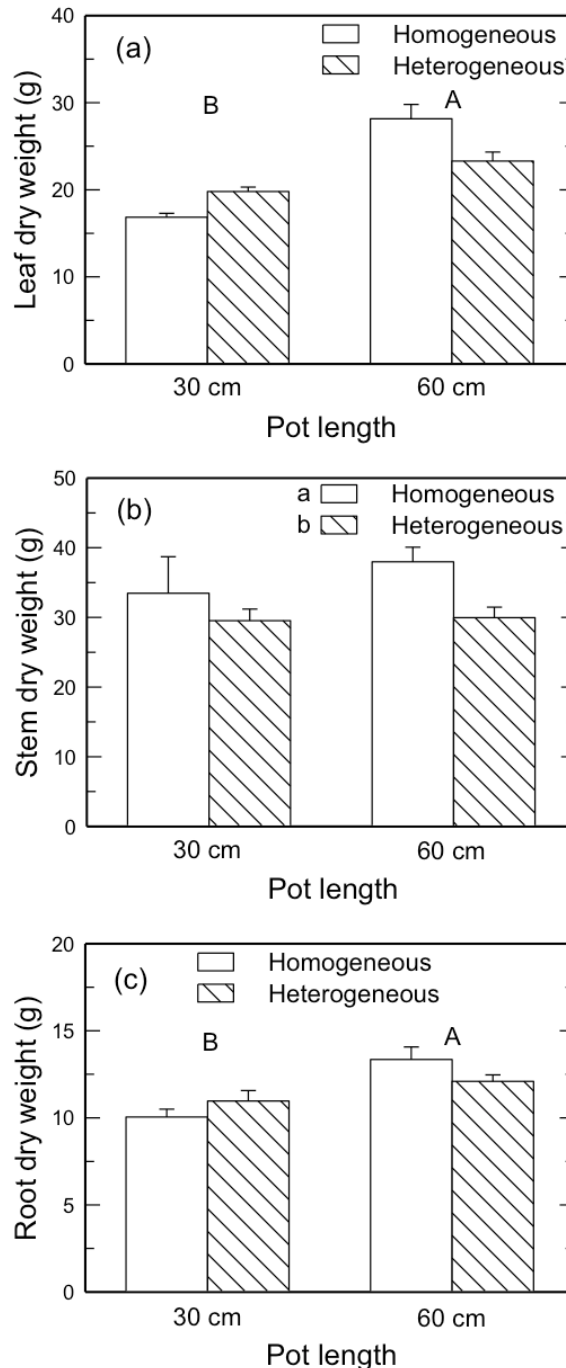 40
(a)
Homogeneous
Heterogeneous
B
A
30
20
10
0
Leaf dry weight (g)
30 cm
60 cm
Pot length
50
(b)
a Homogeneous
b Heterogeneous
40
30
20
10
0
Stem dry weight (g)
30 cm
60 cm
Pot length
20
(c)
Homogeneous
Heterogeneous
B
A
15
10
5
0
Root dry weight (g)
30 cm
60 cm
Pot length